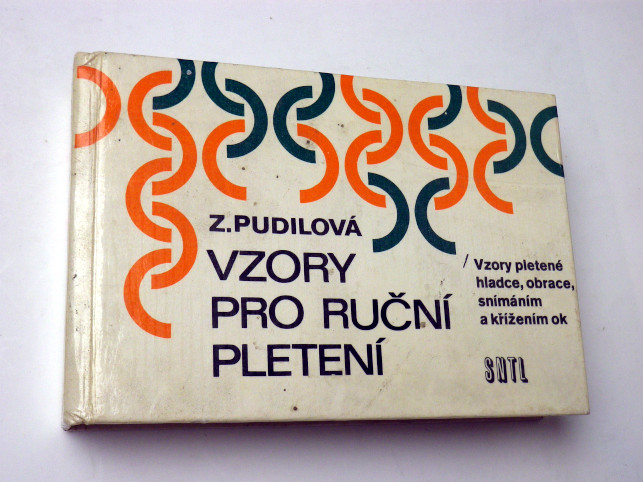 Z.PUDILOVÁ
VZORY
PRO RUČNÍ
PLETENÍ
/ Vzory pletené
hladce, obrace,
snímáním
a křížením ok
SNTL